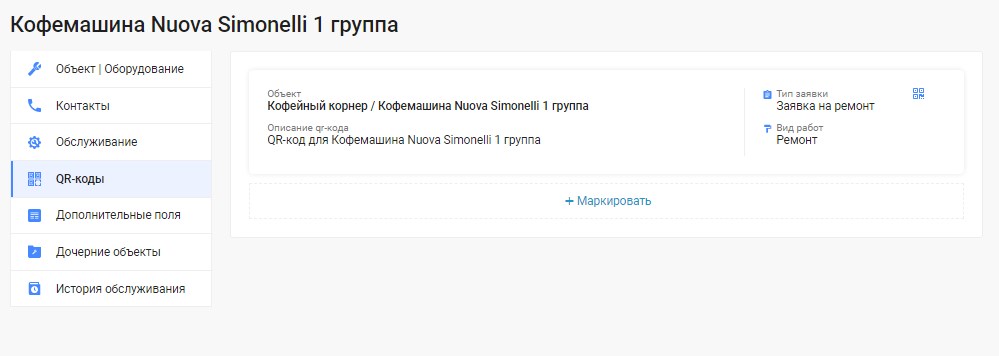 Кофемашина Nuova Simonelli 1 группа
Объект | Оборудование
Контакты
Обслуживание
QR-коды
Дополнительные поля
Дочерние объекты
История обслуживания
Объект
Кофейный корнер / Кофемашина Nuova Simonelli 1 группа
Описание qr-кода
QR-код для Кофемашина Nuova Simonelli 1 группа
Тип заявки
Заявка на ремонт
Вид работ
Ремонт
+ Маркировать